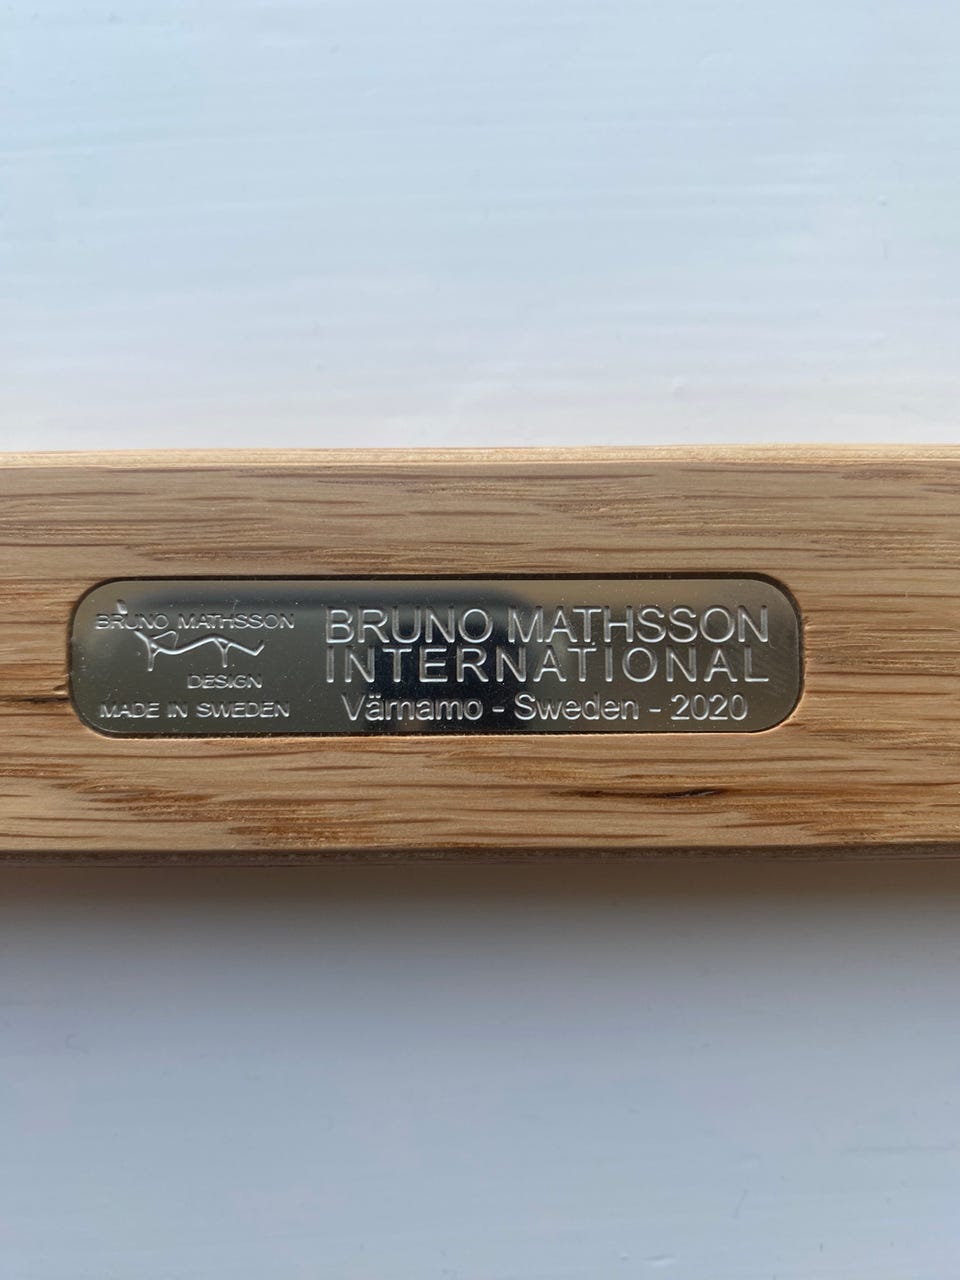 BRUNO MATHSSON
DESIGN
MADE IN SWEDEN
BRUNO MATHSSON
INTERNATIONAL
Värnamo - Sweden - 2020